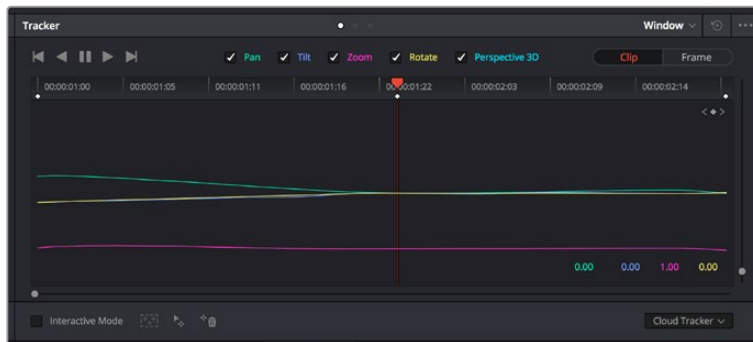 Tracker Window
Pan Tilt Zoom Rotate Perspective 3D Clip Frame
00:00:01:00 00:00:01:05 00:00:01:11 00:00:01:16 00:00:01:22 00:00:02:03 00:00:02:09 00:00:02:14
0.00 0.00 1.00 0.00
Interactive Mode Cloud Tracker